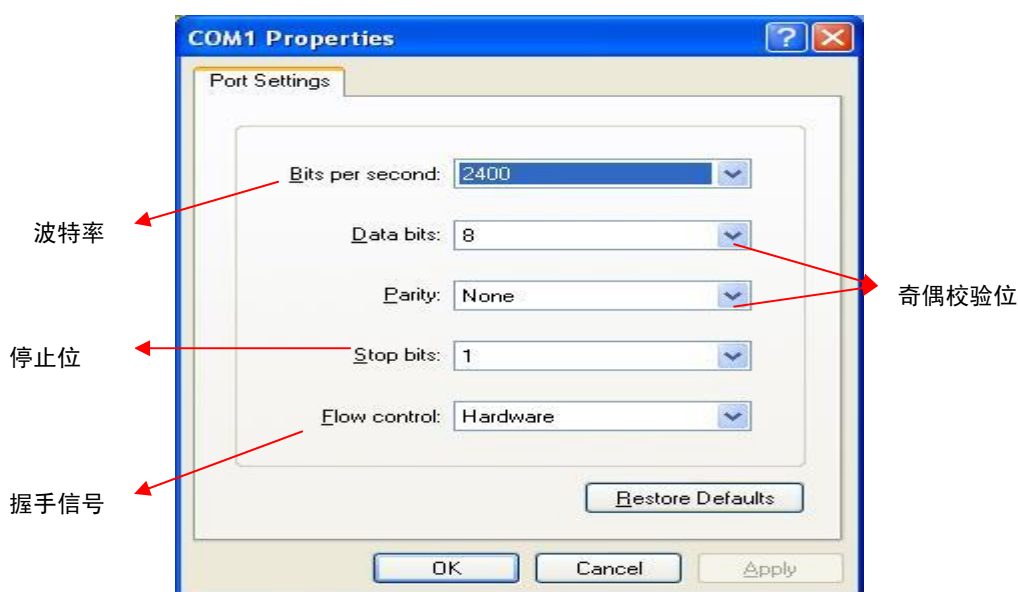 COM1 Properties
Port Settings
Bits per second: 2400
波特率
Data bits: 8
Parity: None
奇偶校验位
停止位
Stop bits: 1
Flow control: Hardware
握手信号
Restore Defaults
OK Cancel Apply